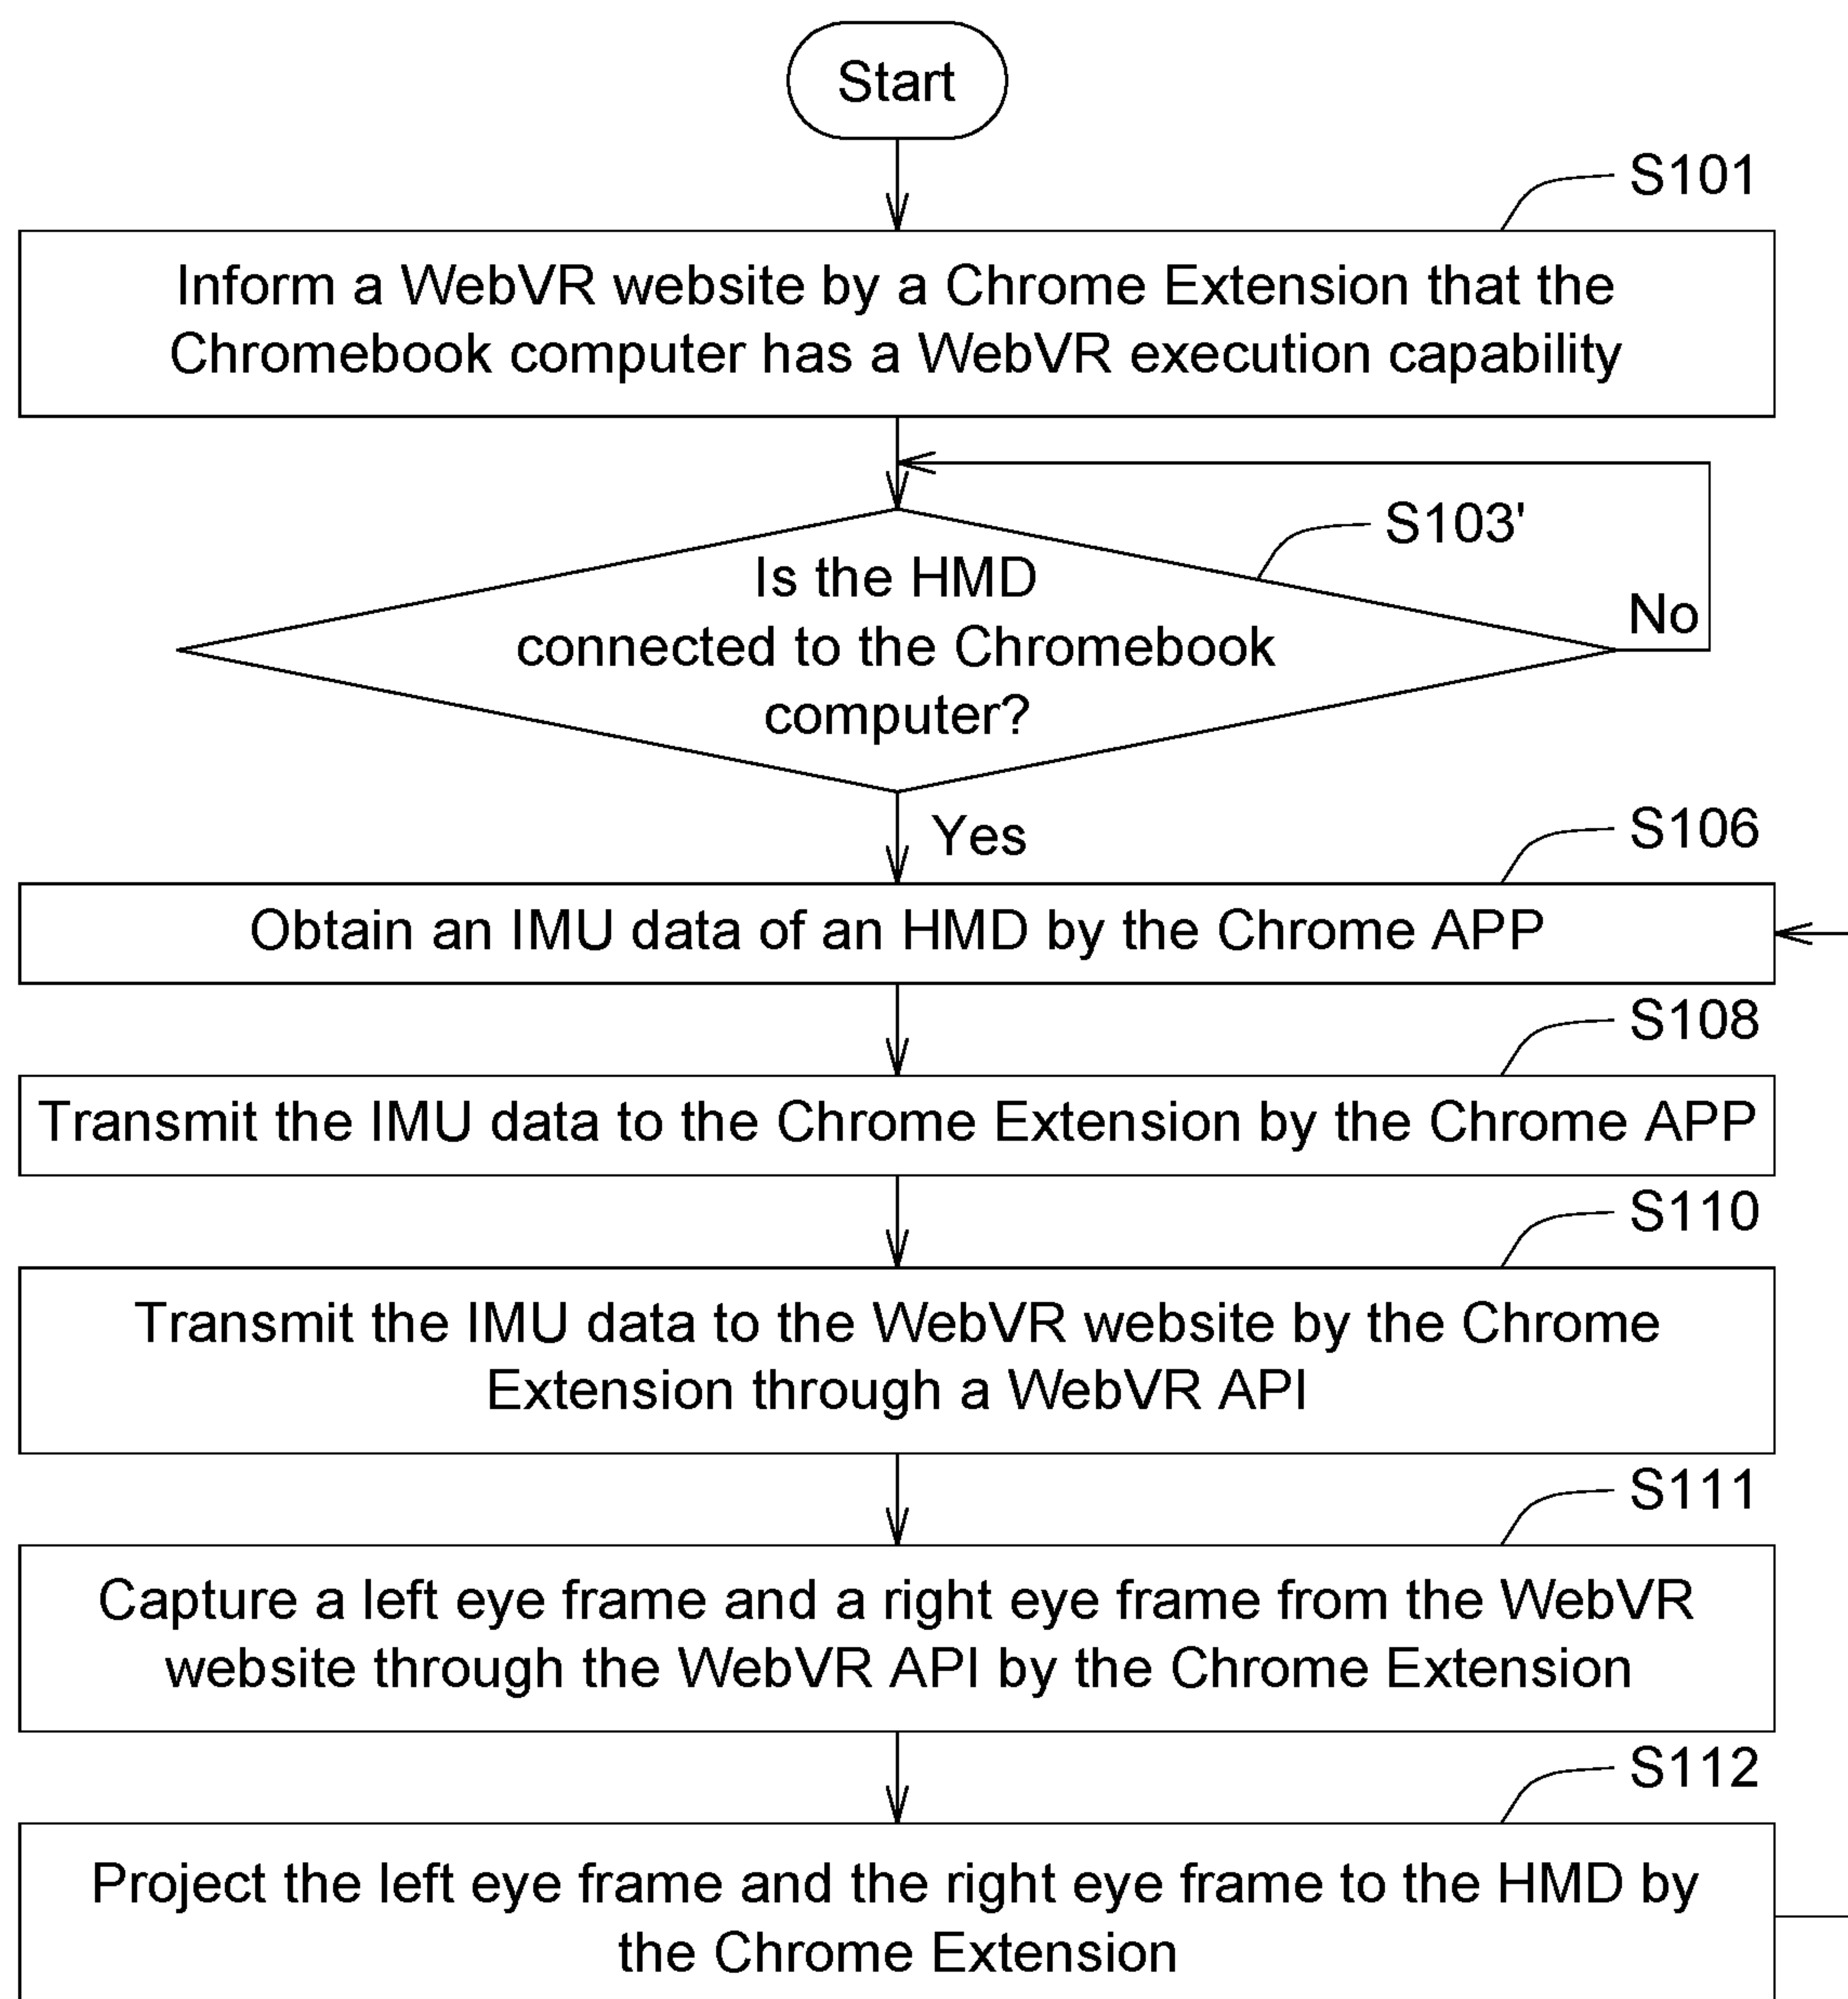 Start
S101
Inform a WebVR website by a Chrome Extension that the
Chromebook computer has a WebVR execution capability
S103'
Is the HMD
connected to the Chromebook
computer?
No
Yes
S106
Obtain an IMU data of an HMD by the Chrome APP
S108
Transmit the IMU data to the Chrome Extension by the Chrome APP
S110
Transmit the IMU data to the WebVR website by the Chrome
Extension through a WebVR API
S111
Capture a left eye frame and a right eye frame from the WebVR
website through the WebVR API by the Chrome Extension
S112
Project the left eye frame and the right eye frame to the HMD by
the Chrome Extension